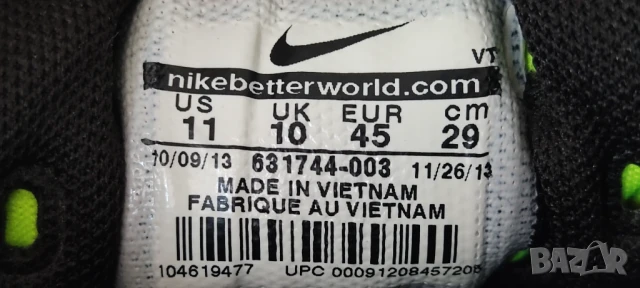 VT
nikebetterworld.com
US UK EUR cm
11 10 45 29
10/09/13 631744-003 11/26/13
MADE IN VIETNAM
FABRIQUE AU VIETNAM
104619477 UPC 00091208457205
BAZAR